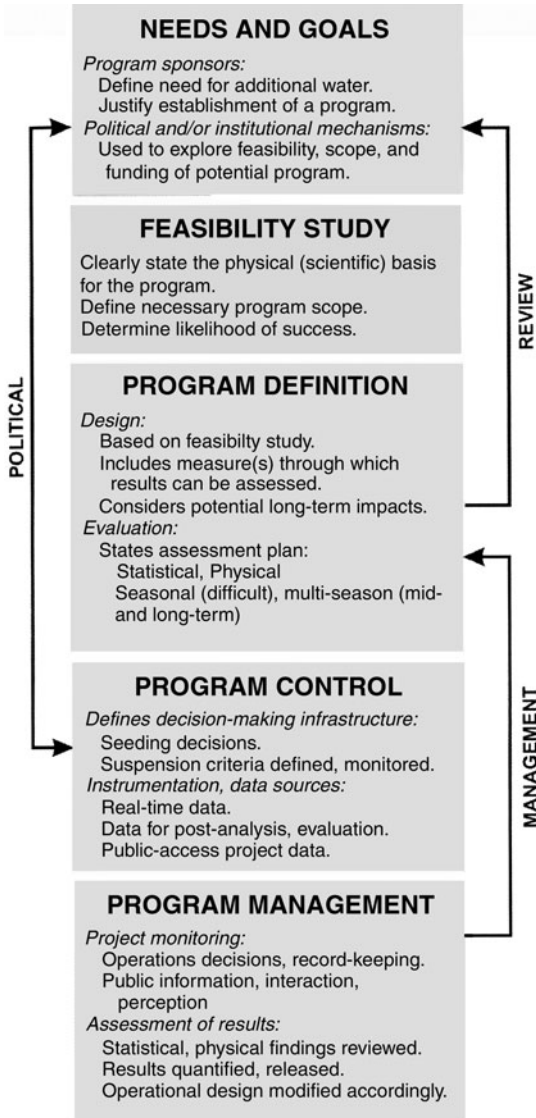 NEEDS AND GOALS
Program sponsors:
Define need for additional water.
Justify establishment of a program.
Political and/or institutional mechanisms:
Used to explore feasibility, scope, and
funding of potential program.
FEASIBILITY STUDY
Clearly state the physical (scientific) basis
for the program.
Define necessary program scope.
Determine likelihood of success.
PROGRAM DEFINITION
Design:
Based on feasibilty study.
Includes measure(s) through which
results can be assessed.
Considers potential long-term impacts.
Evaluation:
States assessment plan:
Statistical, Physical
Seasonal (difficult), multi-season (mid-
and long-term)
PROGRAM CONTROL
Defines decision-making infrastructure:
Seeding decisions.
Suspension criteria defined, monitored.
Instrumentation, data sources:
Real-time data.
Data for post-analysis, evaluation.
Public-access project data.
PROGRAM MANAGEMENT
Project monitoring:
Operations decisions, record-keeping.
Public information, interaction,
perception
Assessment of results:
Statistical, physical findings reviewed.
Results quantified, released.
Operational design modified accordingly.
POLITICAL
REVIEW
MANAGEMENT